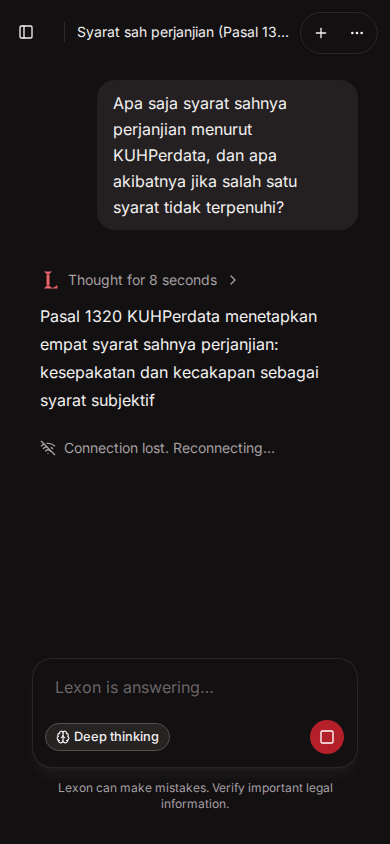 Syarat sah perjanjian (Pasal 13...
Apa saja syarat sahnya
perjanjian menurut
KUHPerdata, dan apa
akibatnya jika salah satu
syarat tidak terpenuhi?
L Thought for 8 seconds
Pasal 1320 KUHPerdata menetapkan
empat syarat sahnya perjanjian:
kesepakatan dan kecakapan sebagai
syarat subjektif
Connection lost. Reconnecting...
Lexon is answering...
Deep thinking
Lexon can make mistakes. Verify important legal
information.